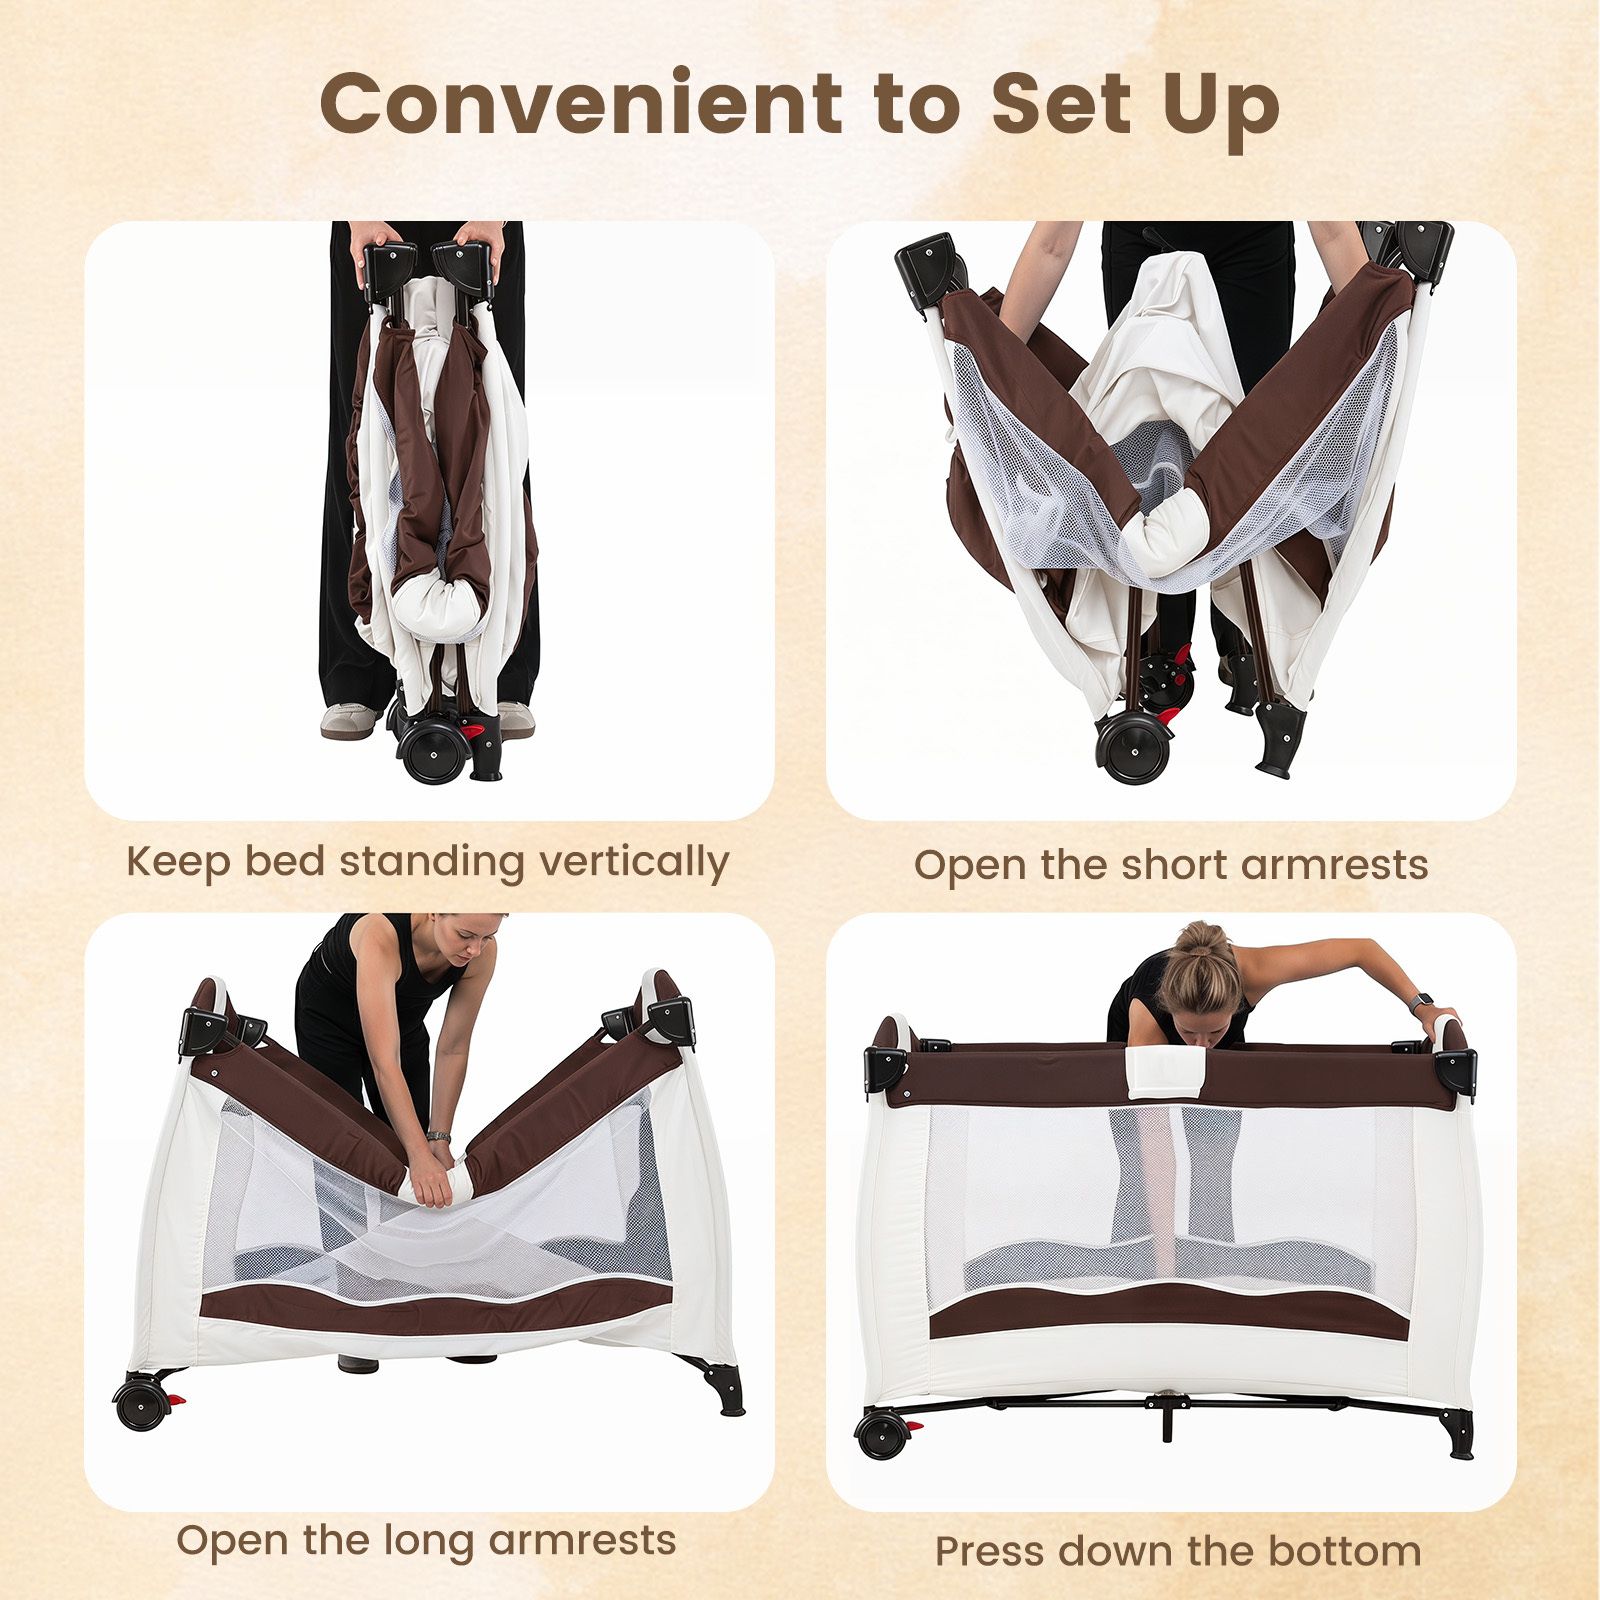 Convenient to Set Up
Keep bed standing vertically
Open the short armrests
Open the long armrests
Press down the bottom